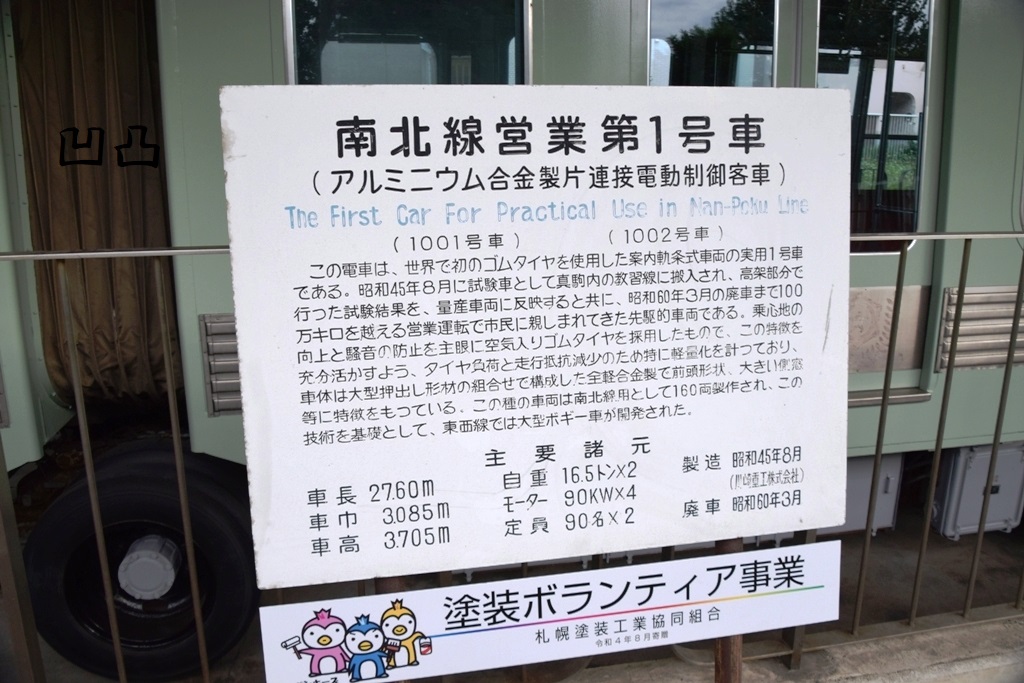 凹凸
南北線営業第1号車
(アルミニウム合金製片連接電動制御客車)
The First Car For Practical Use in Nan-Poku Line
(1001号車) (1002号車)
この電車は、世界で初のゴムタイヤを使用した案内軌条式車両の実用1号車
である。昭和45年8月に試験車として真駒内の教習線に搬入され、高架部分で
行った試験結果を、量産車両に反映すると共に、昭和60年3月の廃車まで100
万キロを越える営業運転で市民に親しまれてきた先駆的車両である。乗心地の
向上と騒音の防止を主眼に空気入りゴムタイヤを採用したもので、この特徴を
充分活かすよう、タイヤ負荷と走行抵抗減少のため特に軽量化を計っており、
車体は大型押出し形材の組合せで構成した全軽合金製で前頭形状、大きい側窓
等に特徴をもつている。この種の車両は南北線用として160両製作され、この
技術を基礎として、東西線では大型ボギー車が開発された。
主要諸元
車長 27.60m 自重 16.5トン×2 製造 昭和45年8月
(川崎重工株式会社)
車巾 3.085m モーター 90KW×4 廃車 昭和60年3月
車高 3.705m 定員 90名×2
塗装ボランティア事業
札幌塗装工業協同組合
令和4年8月寄贈